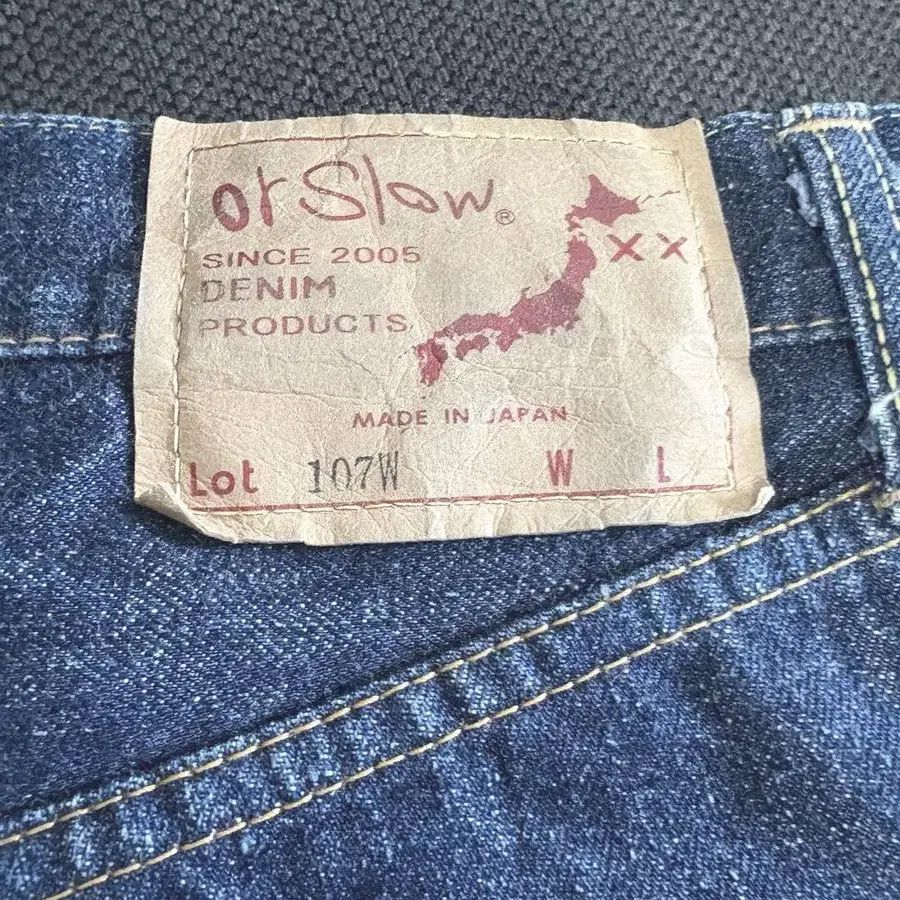 orSlow®
SINCE 2005
DENIM
PRODUCTS
XX
MADE IN JAPAN
Lot 107W W L